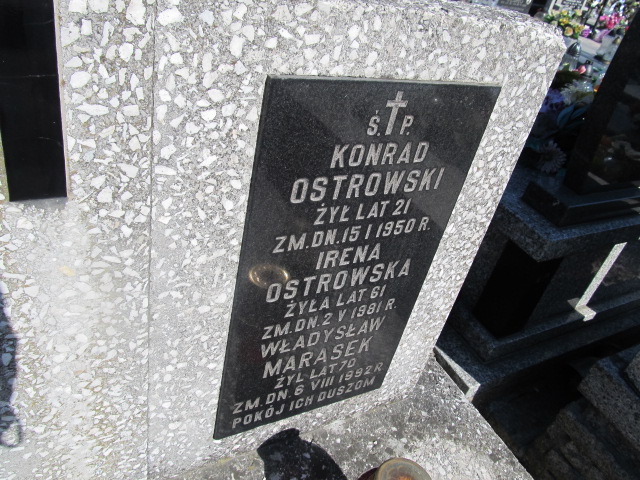 Ś. P.
KONRAD
OSTROWSKI
ŻYŁ LAT 21
ZM. DN. 15 I 1950 R.
IRENA
OSTROWSKA
ŻYŁA LAT 61
ZM. DN. 2 V 1981 R.
WŁADYSŁAW
MARASEK
ŻYŁ LAT 70
ZM. DN. 6 VIII 1992 R
POKÓJ ICH DUSZOM